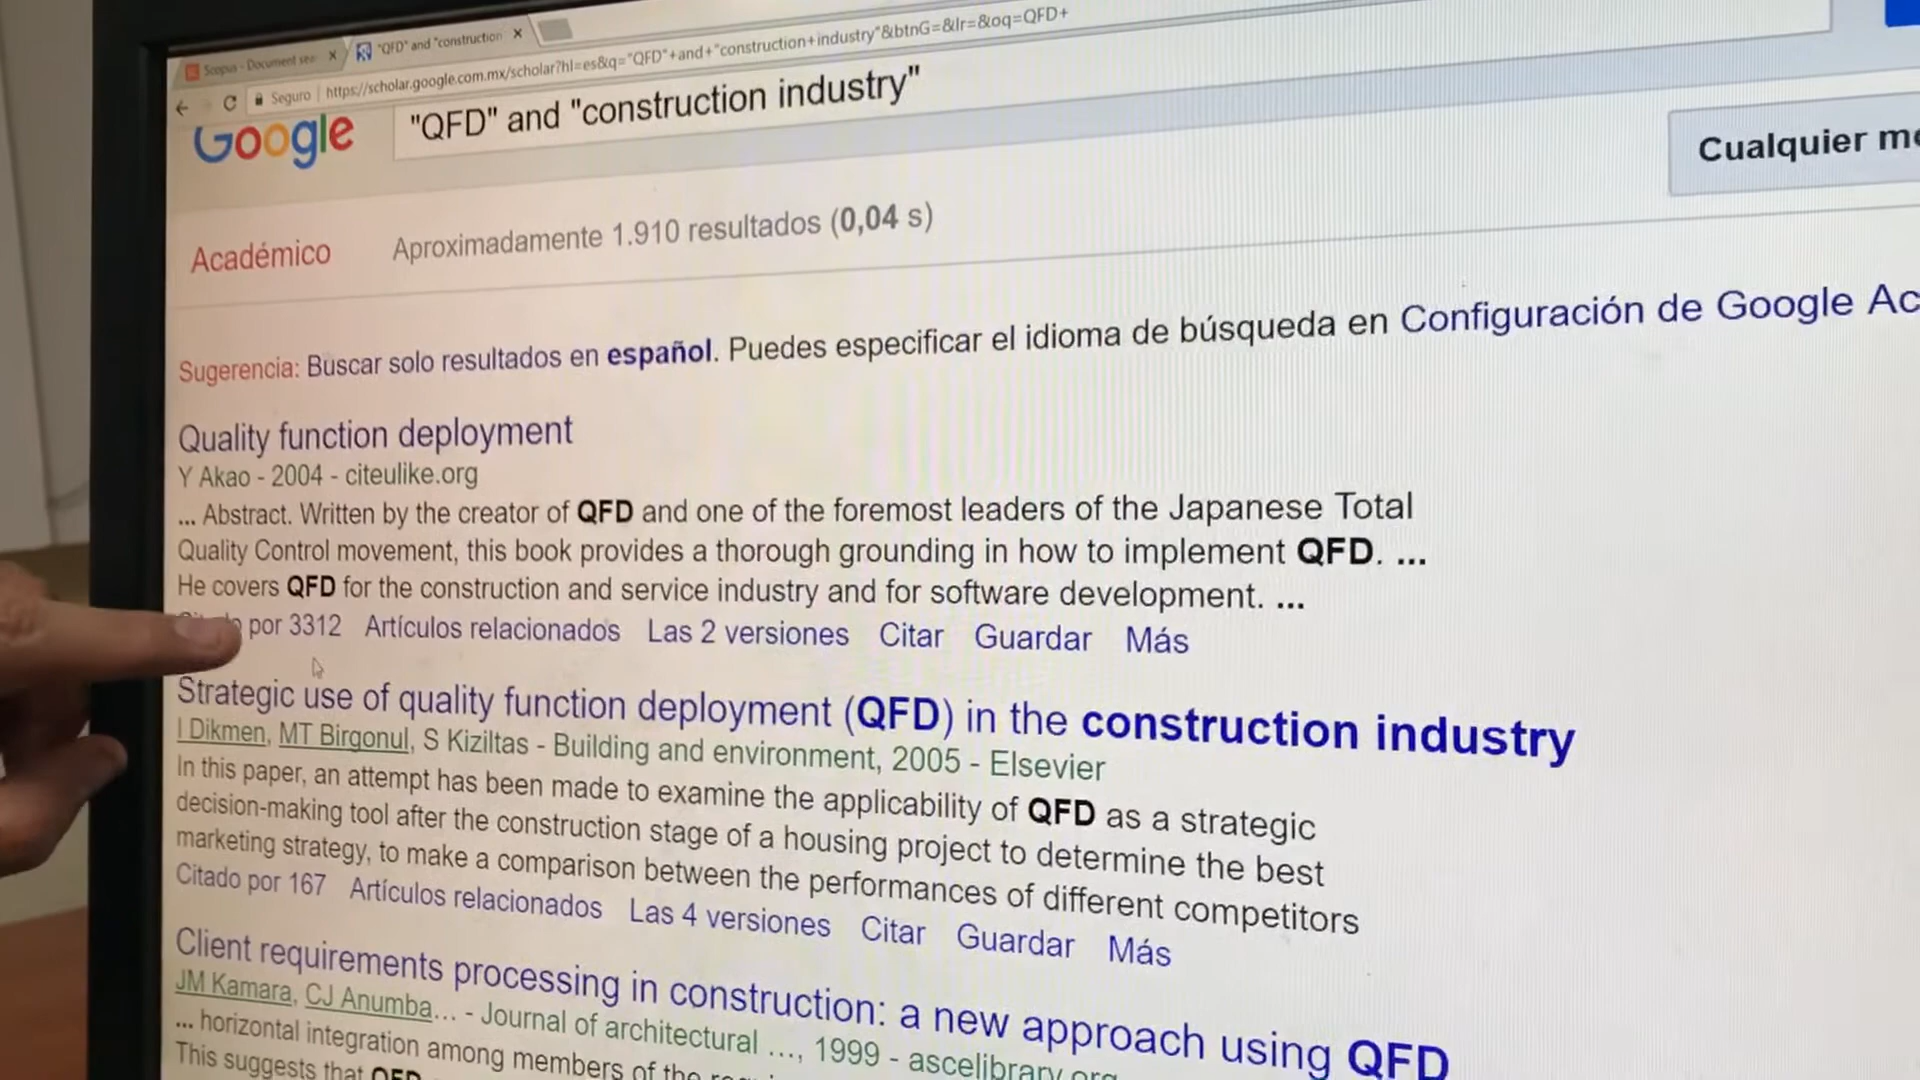 Scopus - Document sea
"QFD" and "construction
Seguro | https://scholar.google.com.mx/scholar?hl=es&q="QFD"+and+"construction+industry"&btnG=&lr=&oq=QFD+
Google
"QFD" and "construction industry"
Cualquier
Académico
Aproximadamente 1.910 resultados (0,04 s)
Sugerencia: Buscar solo resultados en español. Puedes especificar el idioma de búsqueda en Configuración de Google Ac
Quality function deployment
Y Akao - 2004 - citeulike.org
... Abstract. Written by the creator of QFD and one of the foremost leaders of the Japanese Total
Quality Control movement, this book provides a thorough grounding in how to implement QFD. ...
He covers QFD for the construction and service industry and for software development. ...
por 3312 Artículos relacionados Las 2 versiones Citar Guardar Más
Strategic use of quality function deployment (QFD) in the construction industry
I Dikmen, MT Birgonul, S Kiziltas - Building and environment, 2005 - Elsevier
In this paper, an attempt has been made to examine the applicability of QFD as a strategic
decision-making tool after the construction stage of a housing project to determine the best
marketing strategy, to make a comparison between the performances of different competitors
Citado por 167 Artículos relacionados Las 4 versiones Citar Guardar Más
Client requirements processing in construction: a new approach using QFD
JM Kamara, CJ Anumba... - Journal of architectural ..., 1999 - ascelibrary.org
... horizontal integration among members of the
This suggests that QFD